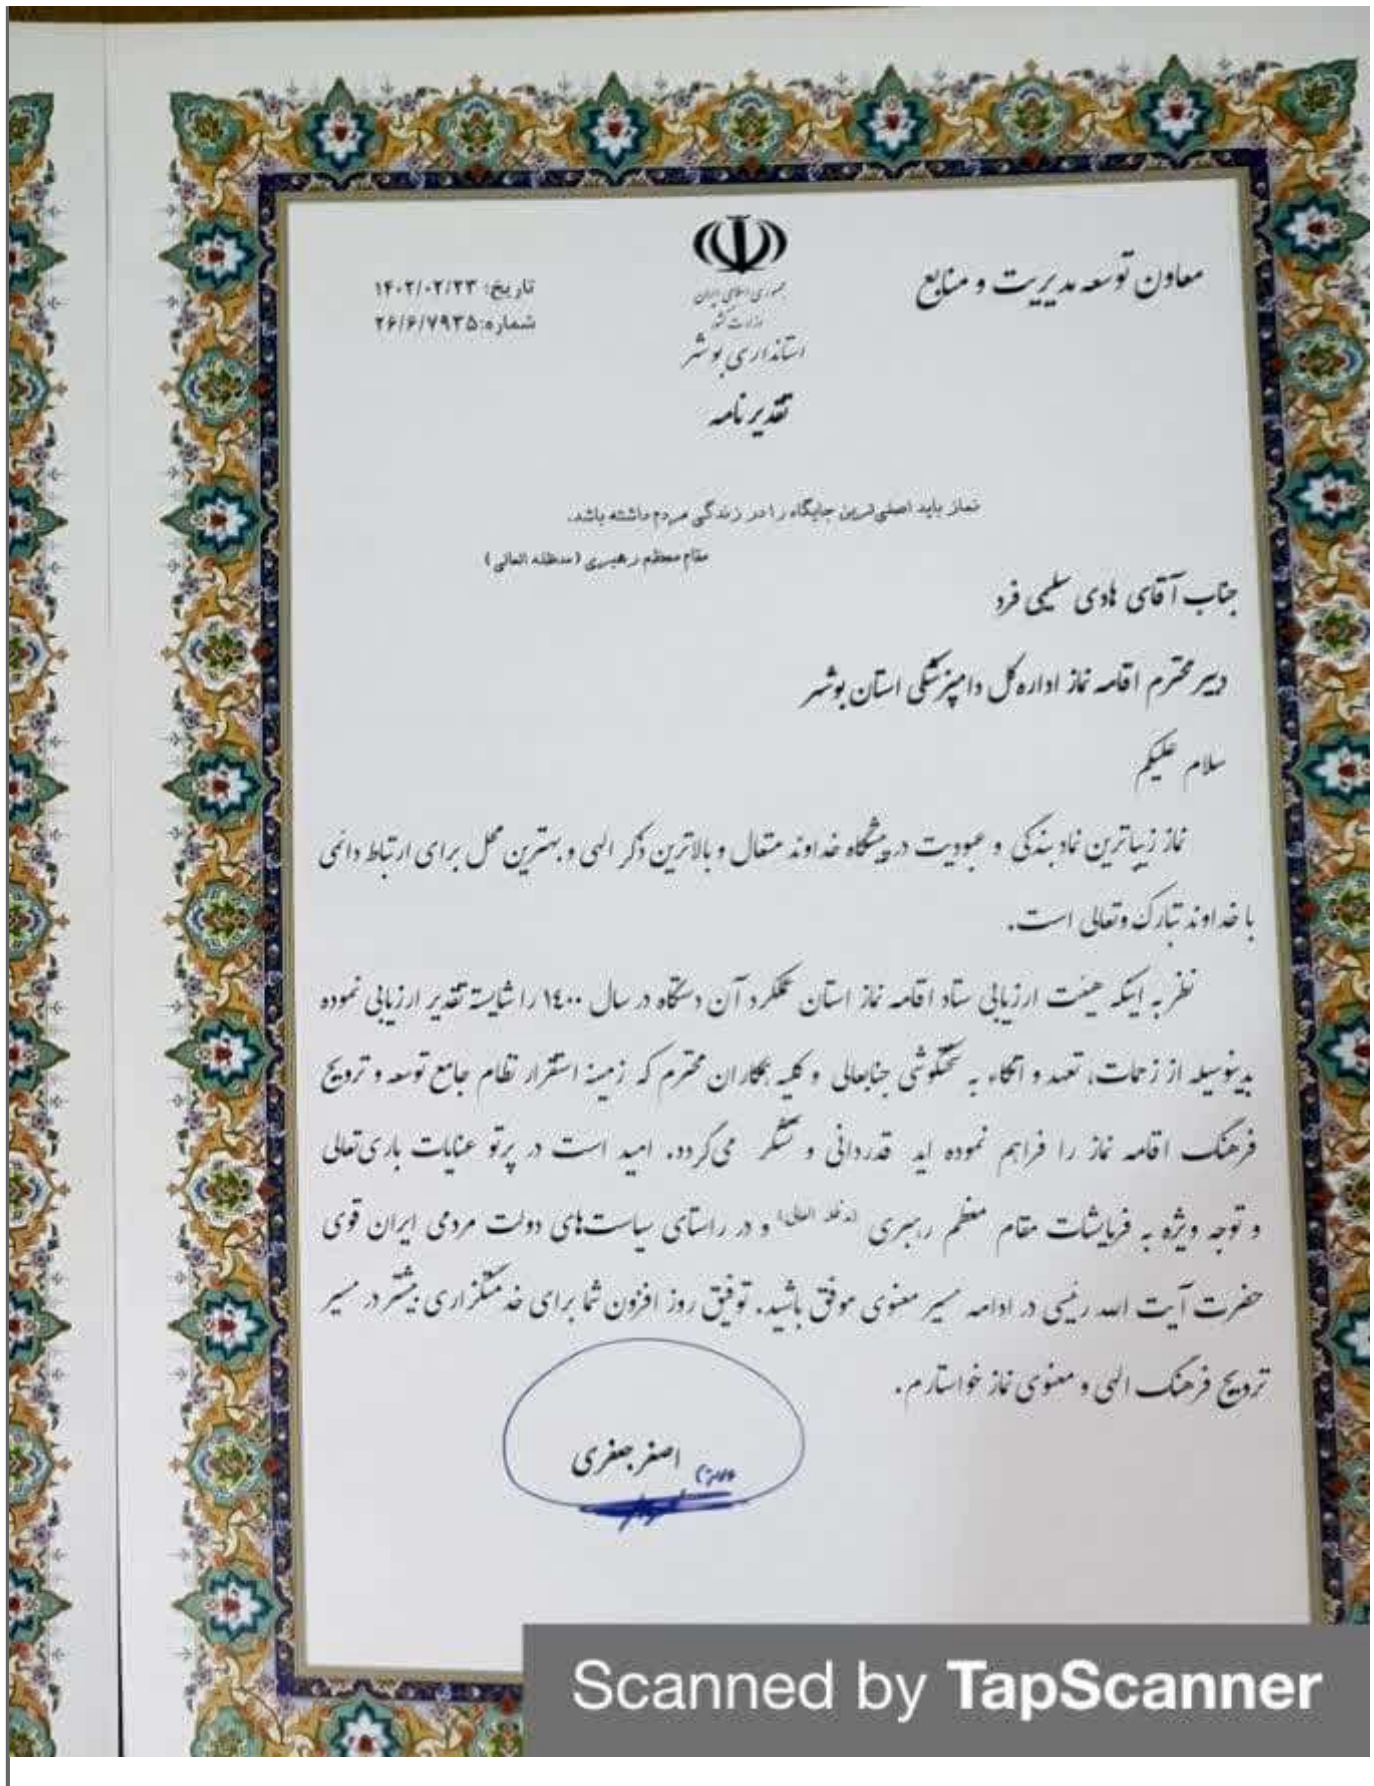 معاون توسعه مدیریت و منابع
جمهوری اسلامی ایران
وزارت کشور
استانداری بوشهر
تاریخ: ۱۴۰۲/۰۲/۲۳
شماره: ۲۶/۶/۷۹۳۵
تقدیرنامه
نماز باید اصلی‌ترین جایگاه را در زندگی مردم داشته باشد.
مقام معظم رهبری (مدظله العالی)
جناب آقای هادی سلیمی فرد
دبیر محترم اقامه نماز اداره‌کل دامپزشکی استان بوشهر
سلام علیکم
نماز زیباترین نماد بندگی و عبودیت در پیشگاه خداوند متعال و بالاترین ذکر الهی و بهترین محل برای ارتباط دائمی
با خداوند تبارک وتعالی است.
نظر به اینکه هیئت ارزیابی ستاد اقامه نماز استان عملکرد آن دستگاه در سال ۱۴۰۰ را شایسته تقدیر ارزیابی نموده
بدینوسیله از زحمات، تعهد و اتکاء به سختکوشی جنابعالی و کلیه همکاران محترم که زمینه استقرار نظام جامع توسعه و ترویج
فرهنگ اقامه نماز را فراهم نموده اید قدردانی و تشکر می‌گردد. امید است در پرتو عنایات باری‌تعالی
و توجه ویژه به فرمایشات مقام معظم رهبری (مدظله العالی) و در راستای سیاست‌های دولت مردمی ایران قوی
حضرت آیت الله رئیسی در ادامه مسیر معنوی موفق باشید. توفیق روز افزون شما برای خدمتگزاری بیشتر در مسیر
ترویج فرهنگ الهی و معنوی نماز خواستارم.
اصغر جعفری
Scanned by TapScanner